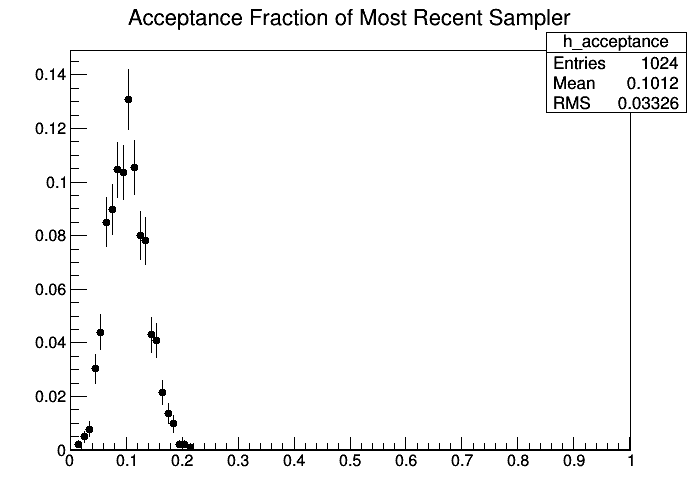 Acceptance Fraction of Most Recent Sampler
h_acceptance
Entries 1024
Mean 0.1012
RMS 0.03326
0.14
0.12
0.1
0.08
0.06
0.04
0.02
0
0 0.1 0.2 0.3 0.4 0.5 0.6 0.7 0.8 0.9 1